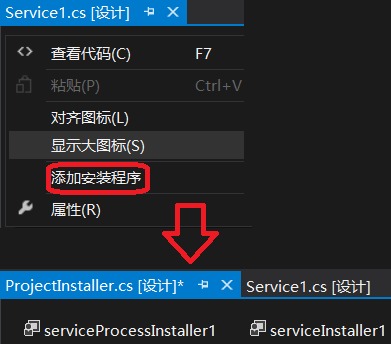 Service1.cs [设计]
查看代码(C) F7
粘贴(P) Ctrl+V
对齐图标(L)
显示大图标(S)
添加安装程序
属性(R)
ProjectInstaller.cs [设计]* Service1.cs [设计]
serviceProcessInstaller1 serviceInstaller1